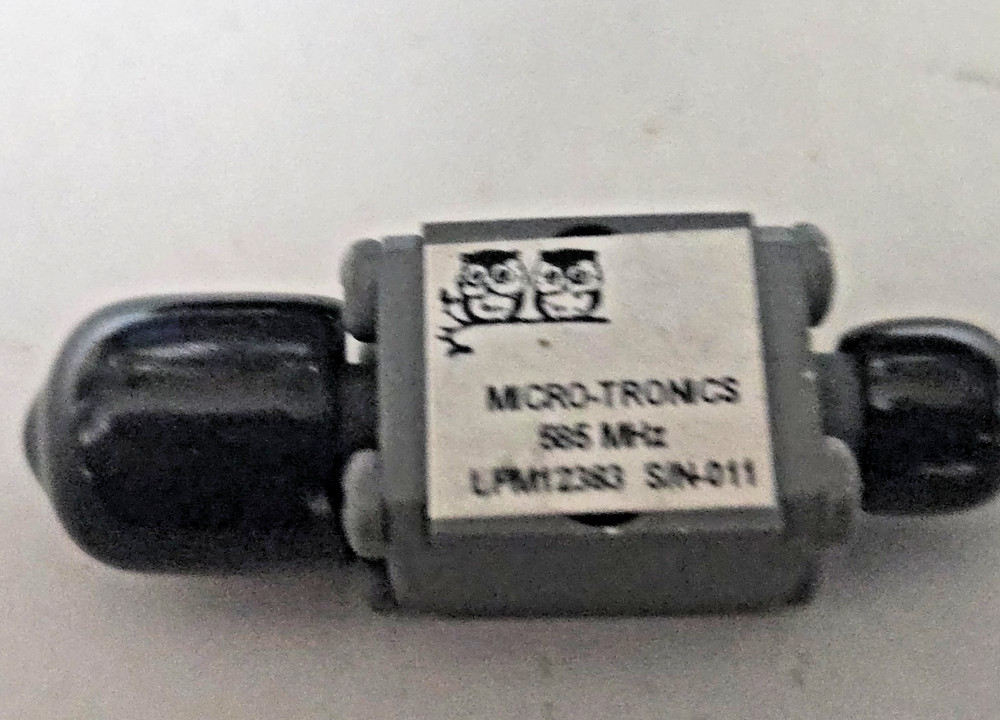 MICRO-TRONICS
585 MHz
LPM12383 S/N-011